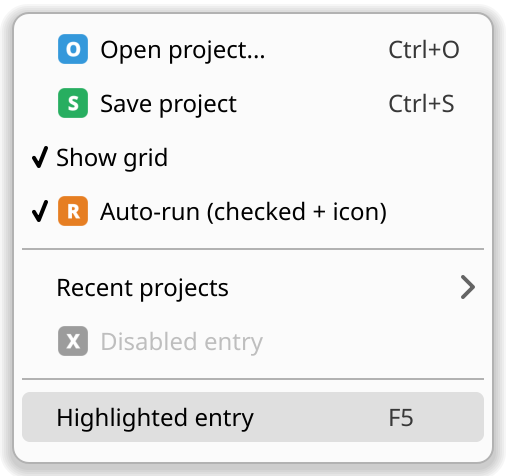 O Open project... Ctrl+O
S Save project Ctrl+S
Show grid
R Auto-run (checked + icon)
Recent projects
X Disabled entry
Highlighted entry F5